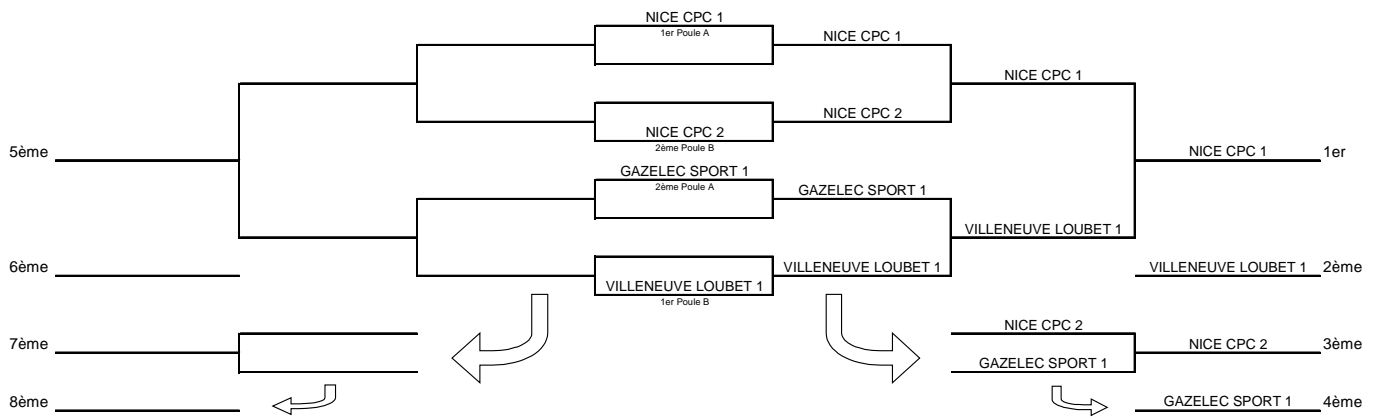 NICE CPC 1
1er Poule A
NICE CPC 1
NICE CPC 1
NICE CPC 2
NICE CPC 2
2ème Poule B
5ème
NICE CPC 1
1er
GAZELEC SPORT 1
2ème Poule A
GAZELEC SPORT 1
VILLENEUVE LOUBET 1
6ème
VILLENEUVE LOUBET 1
VILLENEUVE LOUBET 1
2ème
VILLENEUVE LOUBET 1
1er Poule B
NICE CPC 2
7ème
NICE CPC 2
3ème
GAZELEC SPORT 1
8ème
GAZELEC SPORT 1
4ème